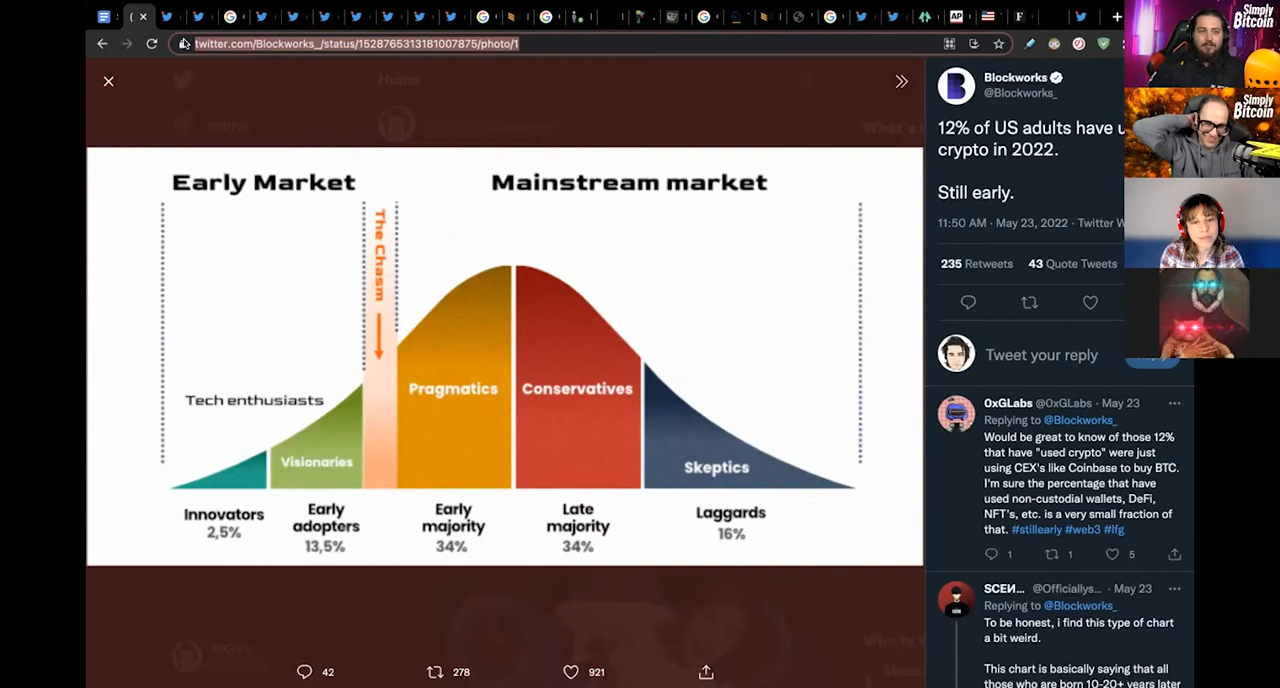 twitter.com/Blockworks_/status/1528765313181007875/photo/1
Simply
Bitcoin
Simply
Bitcoin
Home
Home
Early Market
Mainstream market
The Chasm
Tech enthusiasts
Visionaries
Pragmatics
Conservatives
Skeptics
Innovators
2,5%
Early
adopters
13,5%
Early
majority
34%
Late
majority
34%
Laggards
16%
42
278
921
Blockworks
@Blockworks_
12% of US adults have
crypto in 2022.
Still early.
11:50 AM · May 23, 2022 · Twitter
235 Retweets 43 Quote Tweets
Tweet your reply
0xGLabs @0xGLabs · May 23
Replying to @Blockworks_
Would be great to know of those 12%
that have "used crypto" were just
using CEX's like Coinbase to buy BTC.
I'm sure the percentage that have
used non-custodial wallets, DeFi,
NFT's, etc. is a very small fraction of
that. #stillearly #web3 #lfg
1 1 5
@Officiallys... · May 23
Replying to @Blockworks_
To be honest, i find this type of chart
a bit weird.
This chart is basically saying that all
those who are born 10-20+ years later